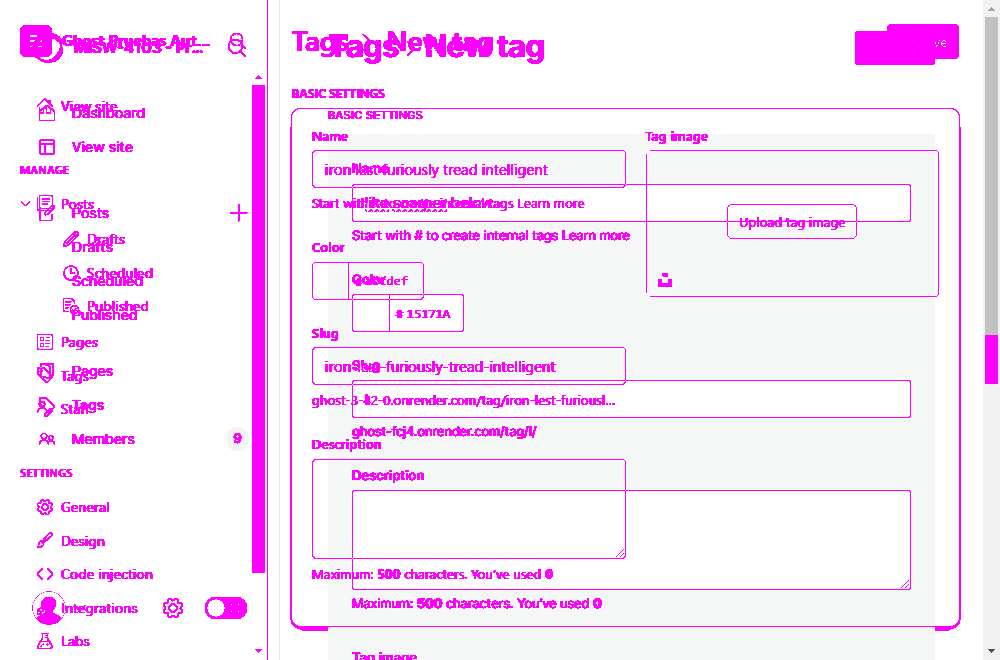 Ghost Pruebas Aut...
MISW 4103 - Pr...
View site
Dashboard
View site
MANAGE
Posts
Posts
Drafts
Drafts
Scheduled
Scheduled
Published
Published
Pages
Pages
Tags
Tags
Staff
Members
9
SETTINGS
General
Design
Code injection
Integrations
Labs
Tags New tag
Tags New tag
BASIC SETTINGS
BASIC SETTINGS
Name
iron lest furiously tread intelligent
Name
Start with # to create internal tags Learn more
Start with # to create internal tags Learn more
Color
Color
# 15171A
Slug
iron-lest-furiously-tread-intelligent
Slug
ghost-3-42-0.onrender.com/tag/iron-lest-furiousl...
ghost-fcj4.onrender.com/tag/l/
Description
Description
Maximum: 500 characters. You've used 0
Maximum: 500 characters. You've used 0
Tag image
Upload tag image
Tag image